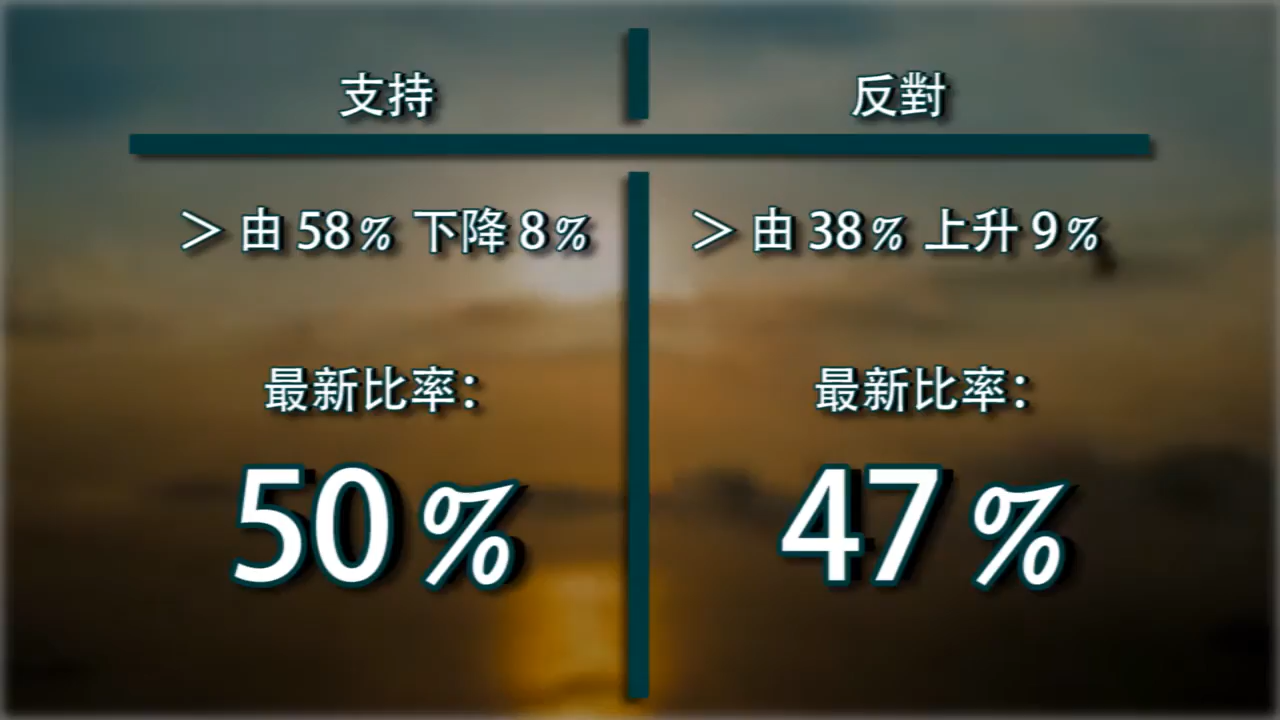 支持
反對
> 由 58% 下降 8%
> 由 38% 上升 9%
最新比率：
最新比率：
50%
47%